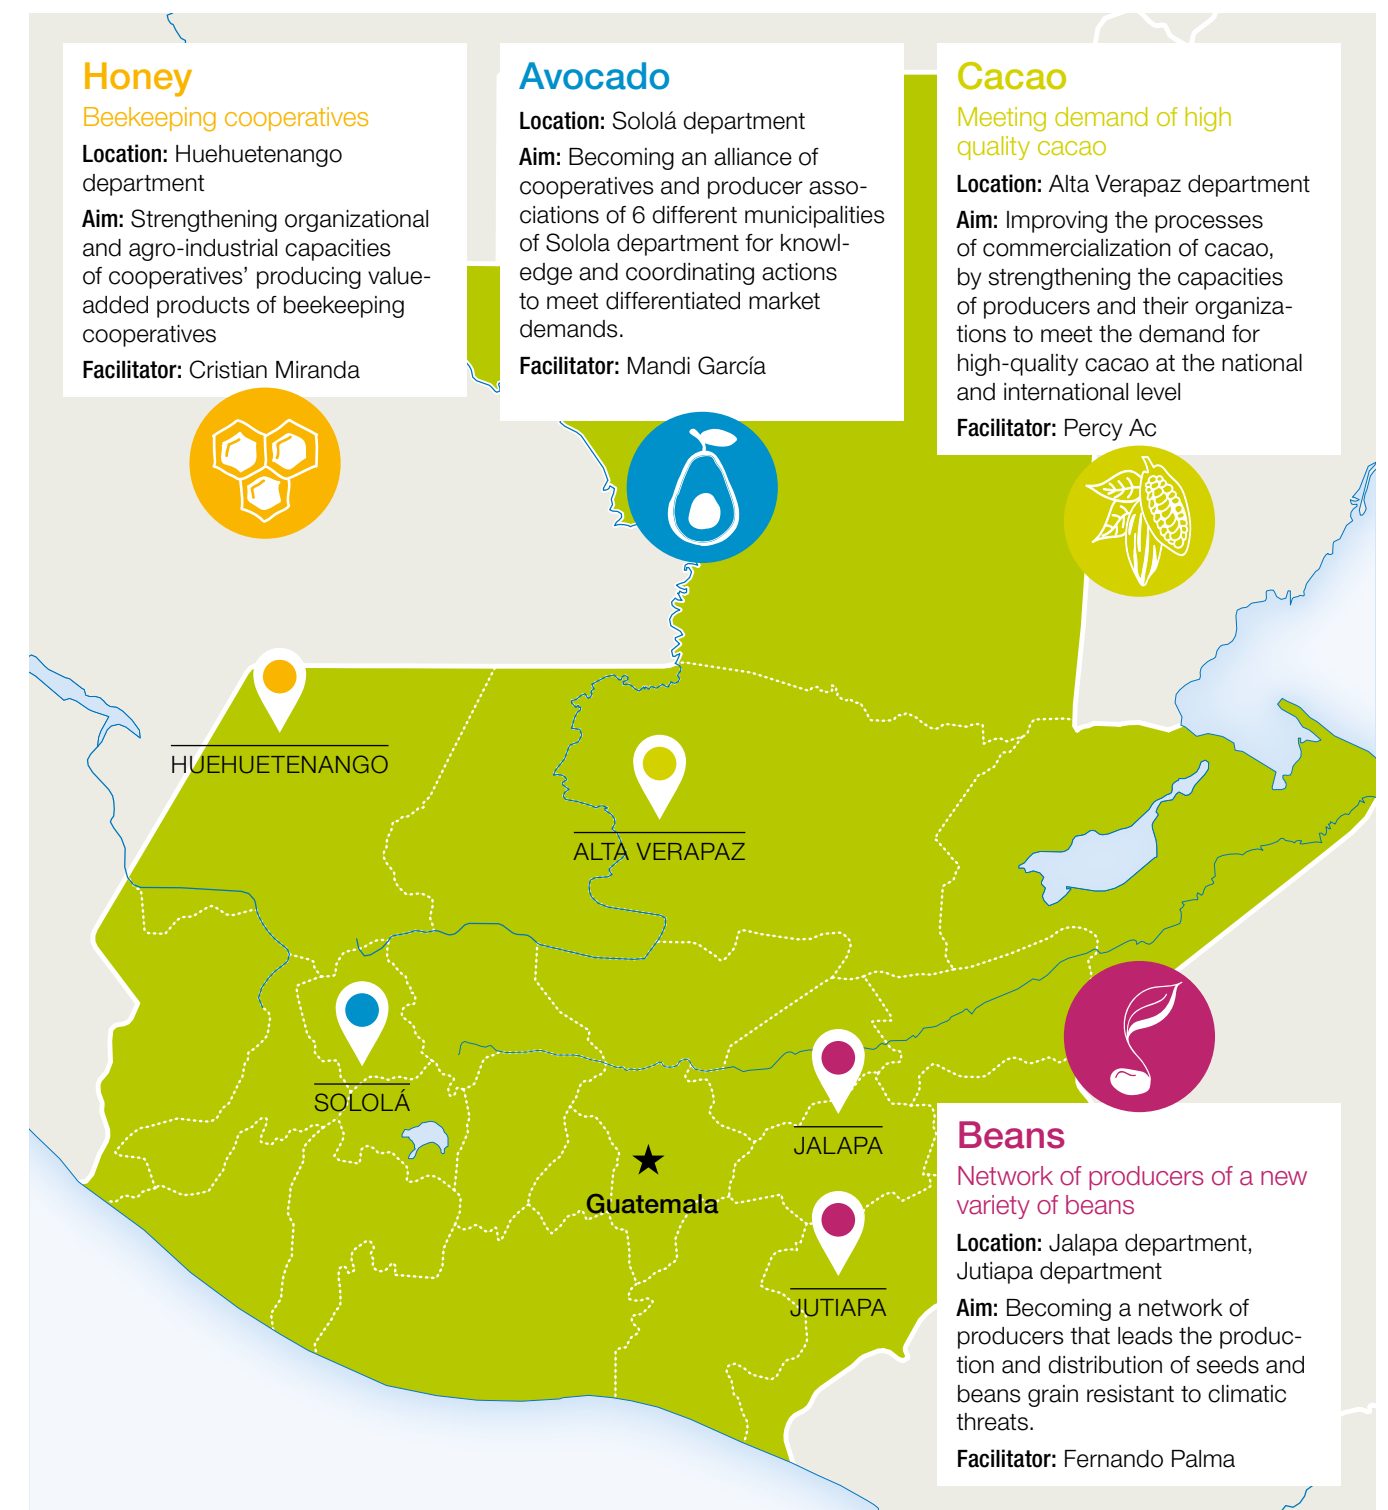 Honey
Beekeeping cooperatives
Location: Huehuetenango
department
Aim: Strengthening organizational
and agro-industrial capacities
of cooperatives’ producing value-
added products of beekeeping
cooperatives
Facilitator: Cristian Miranda
Avocado
Location: Sololá department
Aim: Becoming an alliance of
cooperatives and producer asso-
ciations of 6 different municipalities
of Solola department for knowl-
edge and coordinating actions
to meet differentiated market
demands.
Facilitator: Mandi García
Cacao
Meeting demand of high
quality cacao
Location: Alta Verapaz department
Aim: Improving the processes
of commercialization of cacao,
by strengthening the capacities
of producers and their organiza-
tions to meet the demand for
high-quality cacao at the national
and international level
Facilitator: Percy Ac
HUEHUETENANGO
ALTA VERAPAZ
SOLOLÁ
JALAPA
Guatemala
JUTIAPA
Beans
Network of producers of a new
variety of beans
Location: Jalapa department,
Jutiapa department
Aim: Becoming a network of
producers that leads the produc-
tion and distribution of seeds and
beans grain resistant to climatic
threats.
Facilitator: Fernando Palma